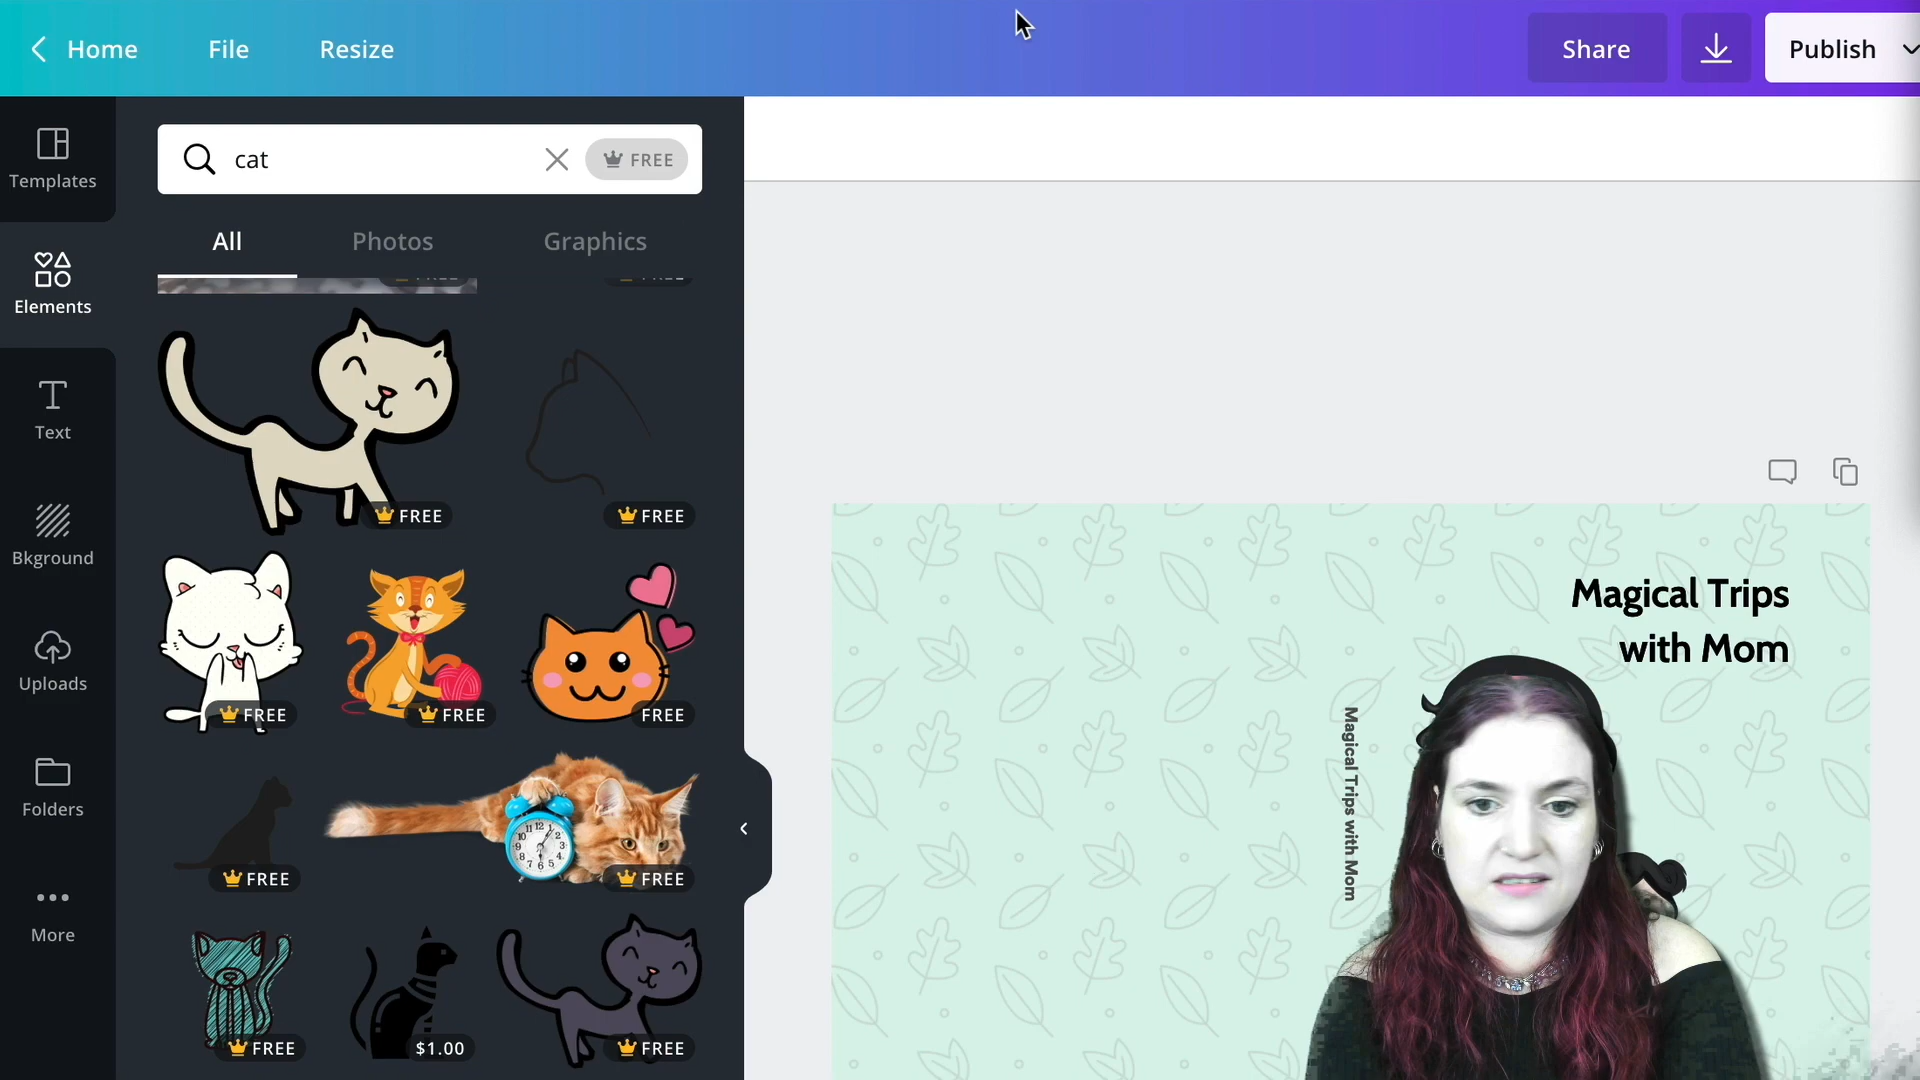 Home
File
Resize
Share
Publish
Templates
cat
FREE
All
Photos
Graphics
Elements
FREE
FREE
Text
Bkground
Magical Trips
with Mom
Uploads
FREE
FREE
FREE
Magical Trips with Mom
Folders
FREE
FREE
More
FREE
$1.00
FREE